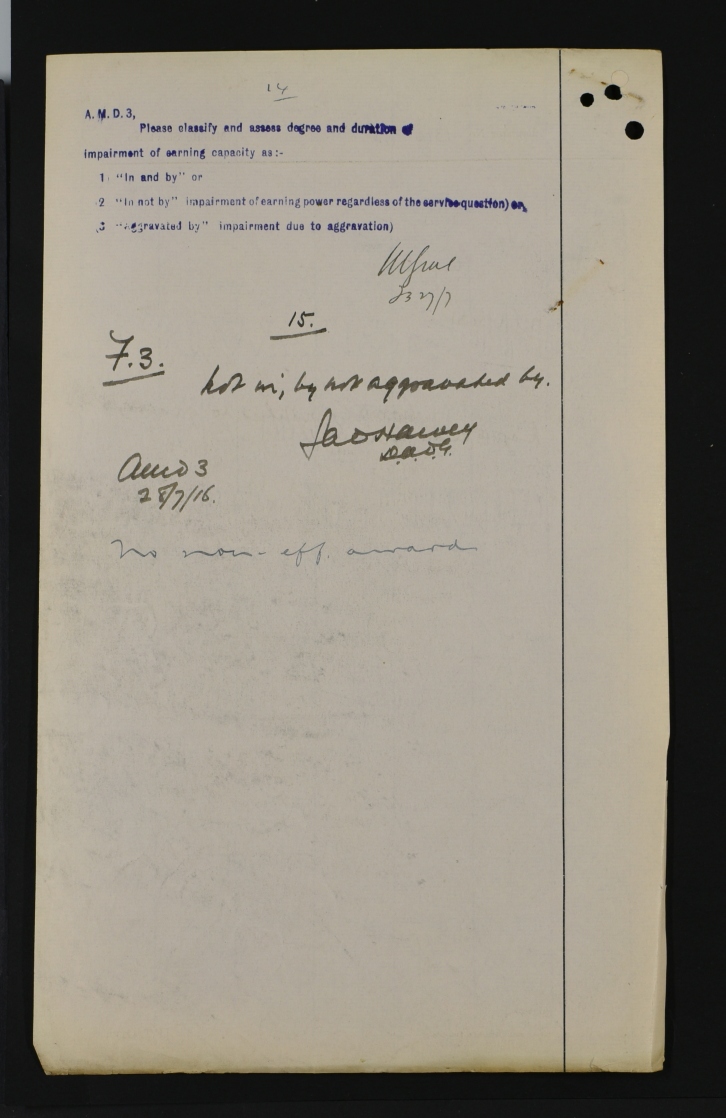 14
A.M.D. 3,
Please classify and assess degree and duration of
impairment of earning capacity as:-
1 "In and by" or
2 "In not by" impairment of earning power regardless of the service question) or,
3 "aggravated by" impairment due to aggravation)
F3 27/7
15.
F.3.
Not in, by not aggravated by.
Harvey
D.A.D.G.
AMD 3
28/7/16.
No non-eff. award